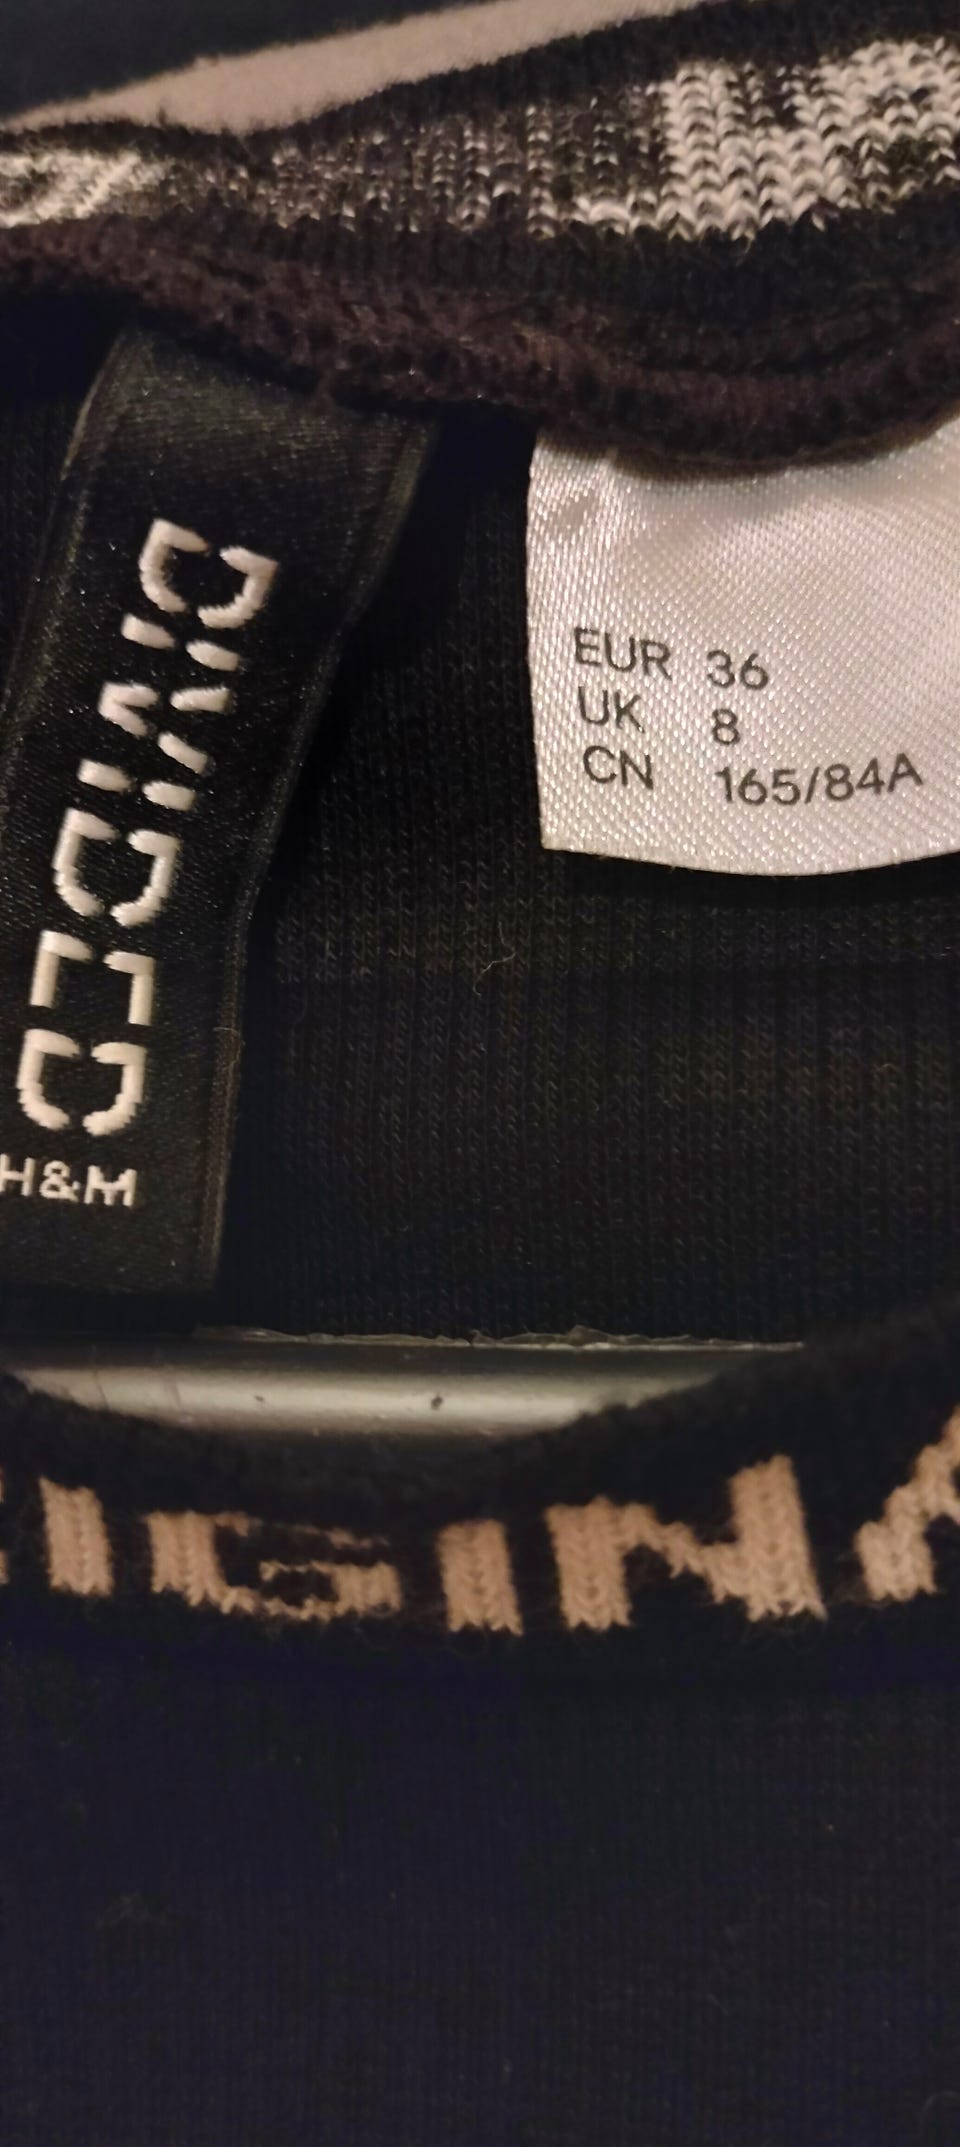 DIVIDED
H&M
EUR 36
UK 8
CN 165/84A
IGINA